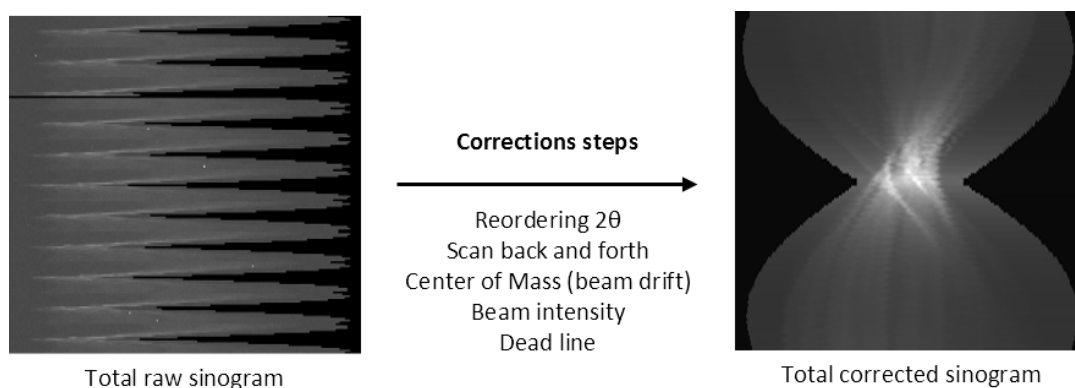 Corrections steps
Reordering 2θ
Scan back and forth
Center of Mass (beam drift)
Beam intensity
Dead line
Total raw sinogram
Total corrected sinogram